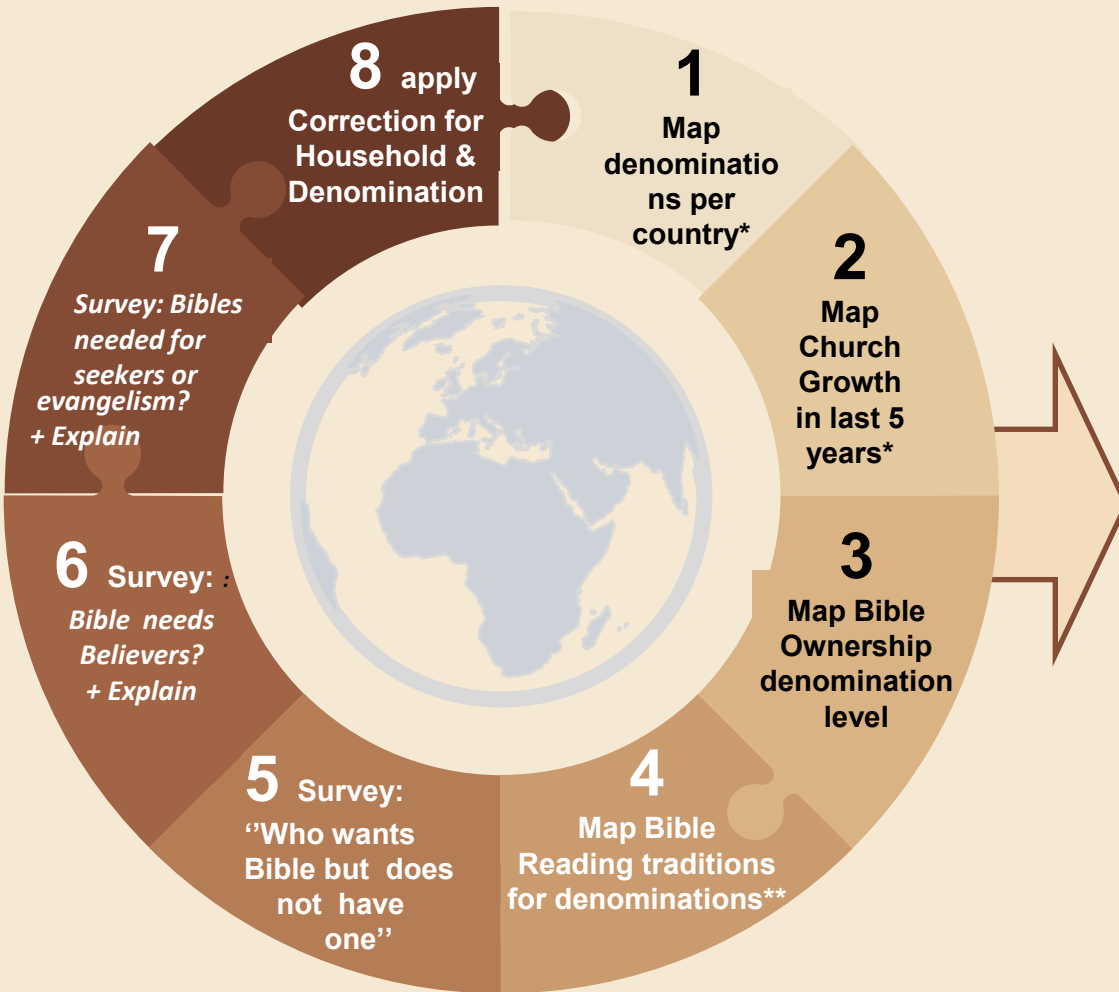 1
Map
denominatio
ns per
country*
2
Map
Church
Growth
in last 5
years*
3
Map Bible
Ownership
denomination
level
4
Map Bible
Reading traditions
for denominations**
5 Survey:
‘’Who wants
Bible but does
not have
one’’
6 Survey: :
Bible needs
Believers?
+ Explain
7
Survey: Bibles
needed for
seekers or
evangelism?
+ Explain
8 apply
Correction for
Household &
Denomination